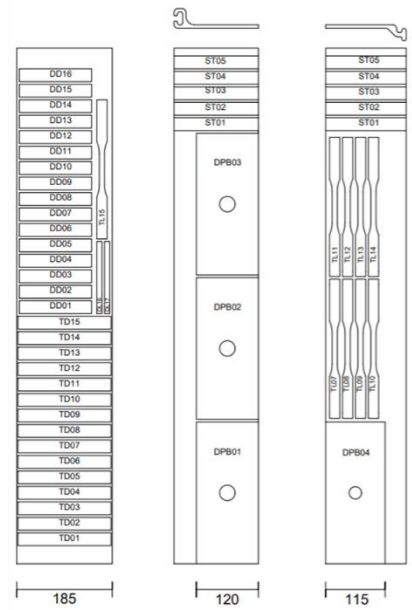 DD16
DD15
DD14
DD13
DD12
DD11
DD10
DD09
DD08
DD07
DD06
DD05
DD04
DD03
DD02
DD01
TL15
TD15
TD14
TD13
TD12
TD11
TD10
TD09
TD08
TD07
TD06
TD05
TD04
TD03
TD02
TD01
185
ST05
ST04
ST03
ST02
ST01
DPB03
DPB02
DPB01
120
ST05
ST04
ST03
ST02
ST01
TL11
TL12
TL13
TL14
TL07
TL08
TL09
TL10
DPB04
115